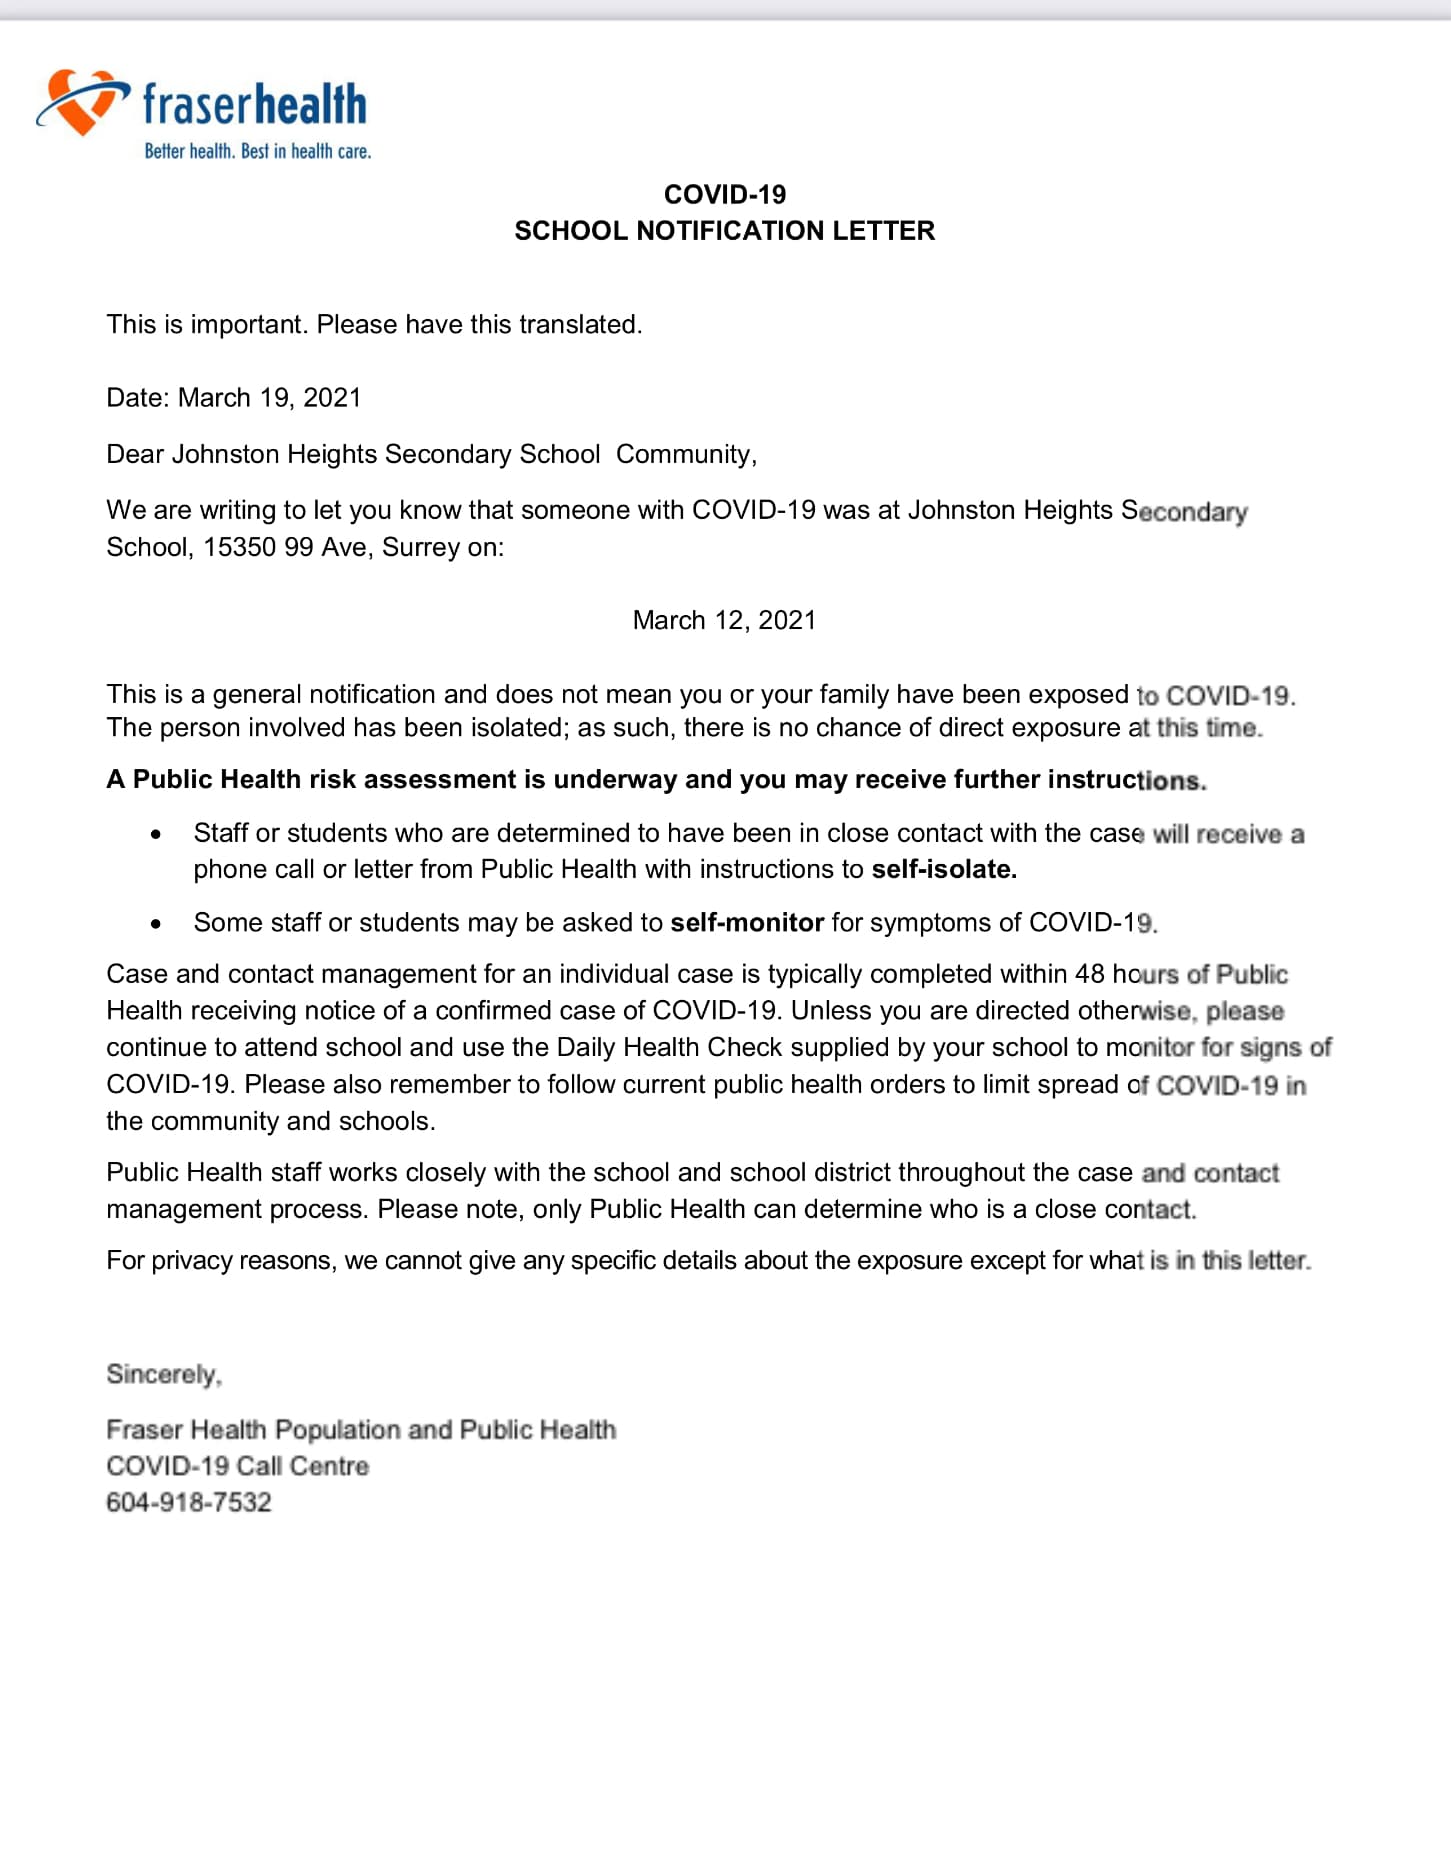 fraserhealth
Better health. Best in health care.
COVID-19
SCHOOL NOTIFICATION LETTER
This is important. Please have this translated.
Date: March 19, 2021
Dear Johnston Heights Secondary School  Community,
We are writing to let you know that someone with COVID-19 was at Johnston Heights Secondary
School, 15350 99 Ave, Surrey on:
March 12, 2021
This is a general notification and does not mean you or your family have been exposed to COVID-19.
The person involved has been isolated; as such, there is no chance of direct exposure at this time.
A Public Health risk assessment is underway and you may receive further instructions.
• Staff or students who are determined to have been in close contact with the case will receive a
phone call or letter from Public Health with instructions to self-isolate.
• Some staff or students may be asked to self-monitor for symptoms of COVID-19.
Case and contact management for an individual case is typically completed within 48 hours of Public
Health receiving notice of a confirmed case of COVID-19. Unless you are directed otherwise, please
continue to attend school and use the Daily Health Check supplied by your school to monitor for signs of
COVID-19. Please also remember to follow current public health orders to limit spread of COVID-19 in
the community and schools.
Public Health staff works closely with the school and school district throughout the case and contact
management process. Please note, only Public Health can determine who is a close contact.
For privacy reasons, we cannot give any specific details about the exposure except for what is in this letter.
Sincerely,
Fraser Health Population and Public Health
COVID-19 Call Centre
604-918-7532